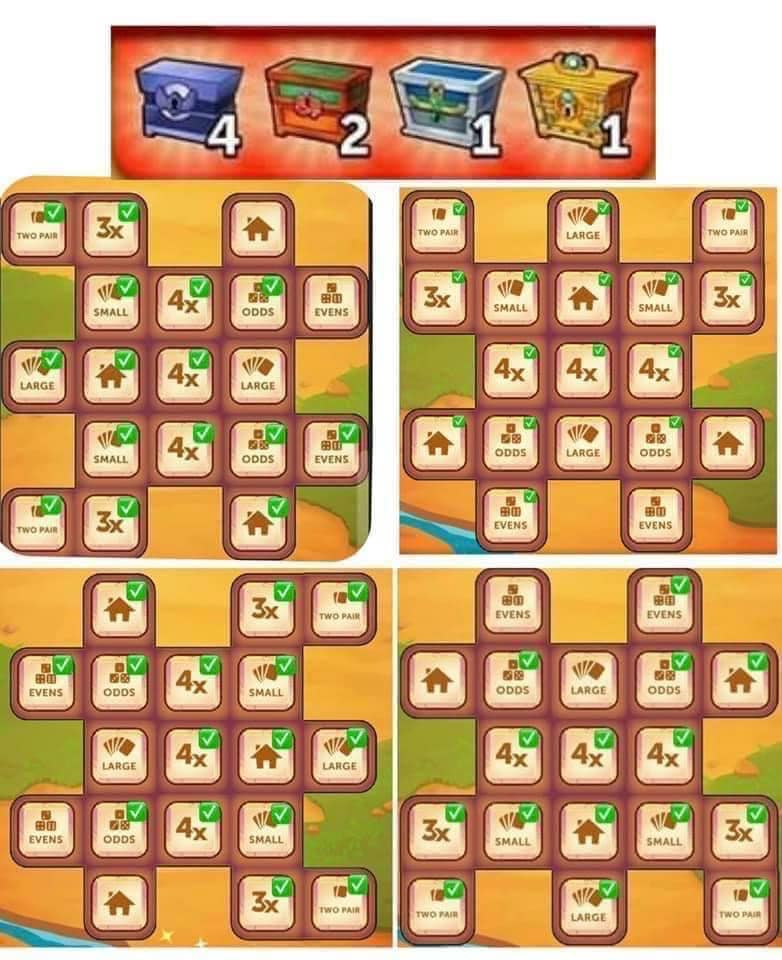 4 2 1 1
TWO PAIR 3x
SMALL 4x ODDS EVENS
LARGE 4x LARGE
SMALL 4x ODDS EVENS
TWO PAIR 3x
TWO PAIR LARGE TWO PAIR
3x SMALL SMALL 3x
4x 4x 4x
ODDS LARGE ODDS
EVENS EVENS
3x TWO PAIR
EVENS ODDS 4x SMALL
LARGE 4x LARGE
EVENS ODDS 4x SMALL
3x TWO PAIR
EVENS EVENS
ODDS LARGE ODDS
4x 4x 4x
3x SMALL SMALL 3x
TWO PAIR LARGE TWO PAIR